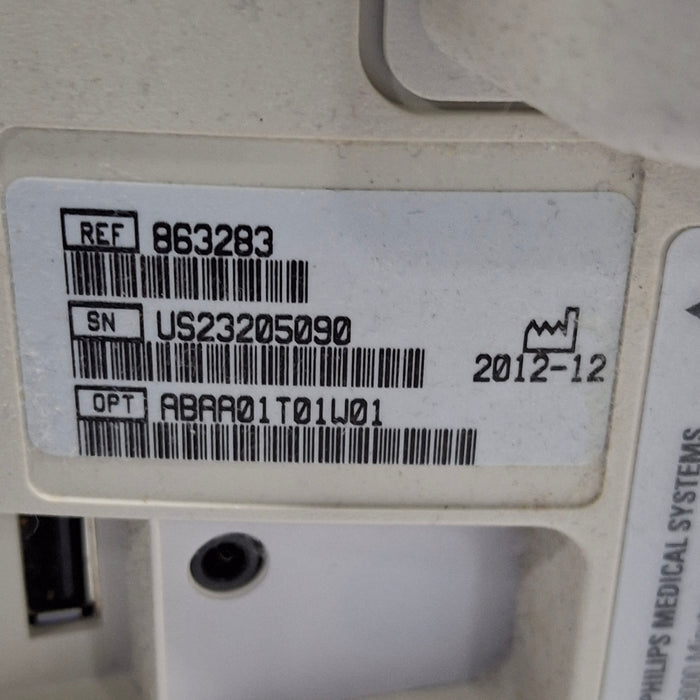 REF 863283
SN US23205090
2012-12
OPT ABAA01T01W01
PHILIPS MEDICAL SYSTEMS